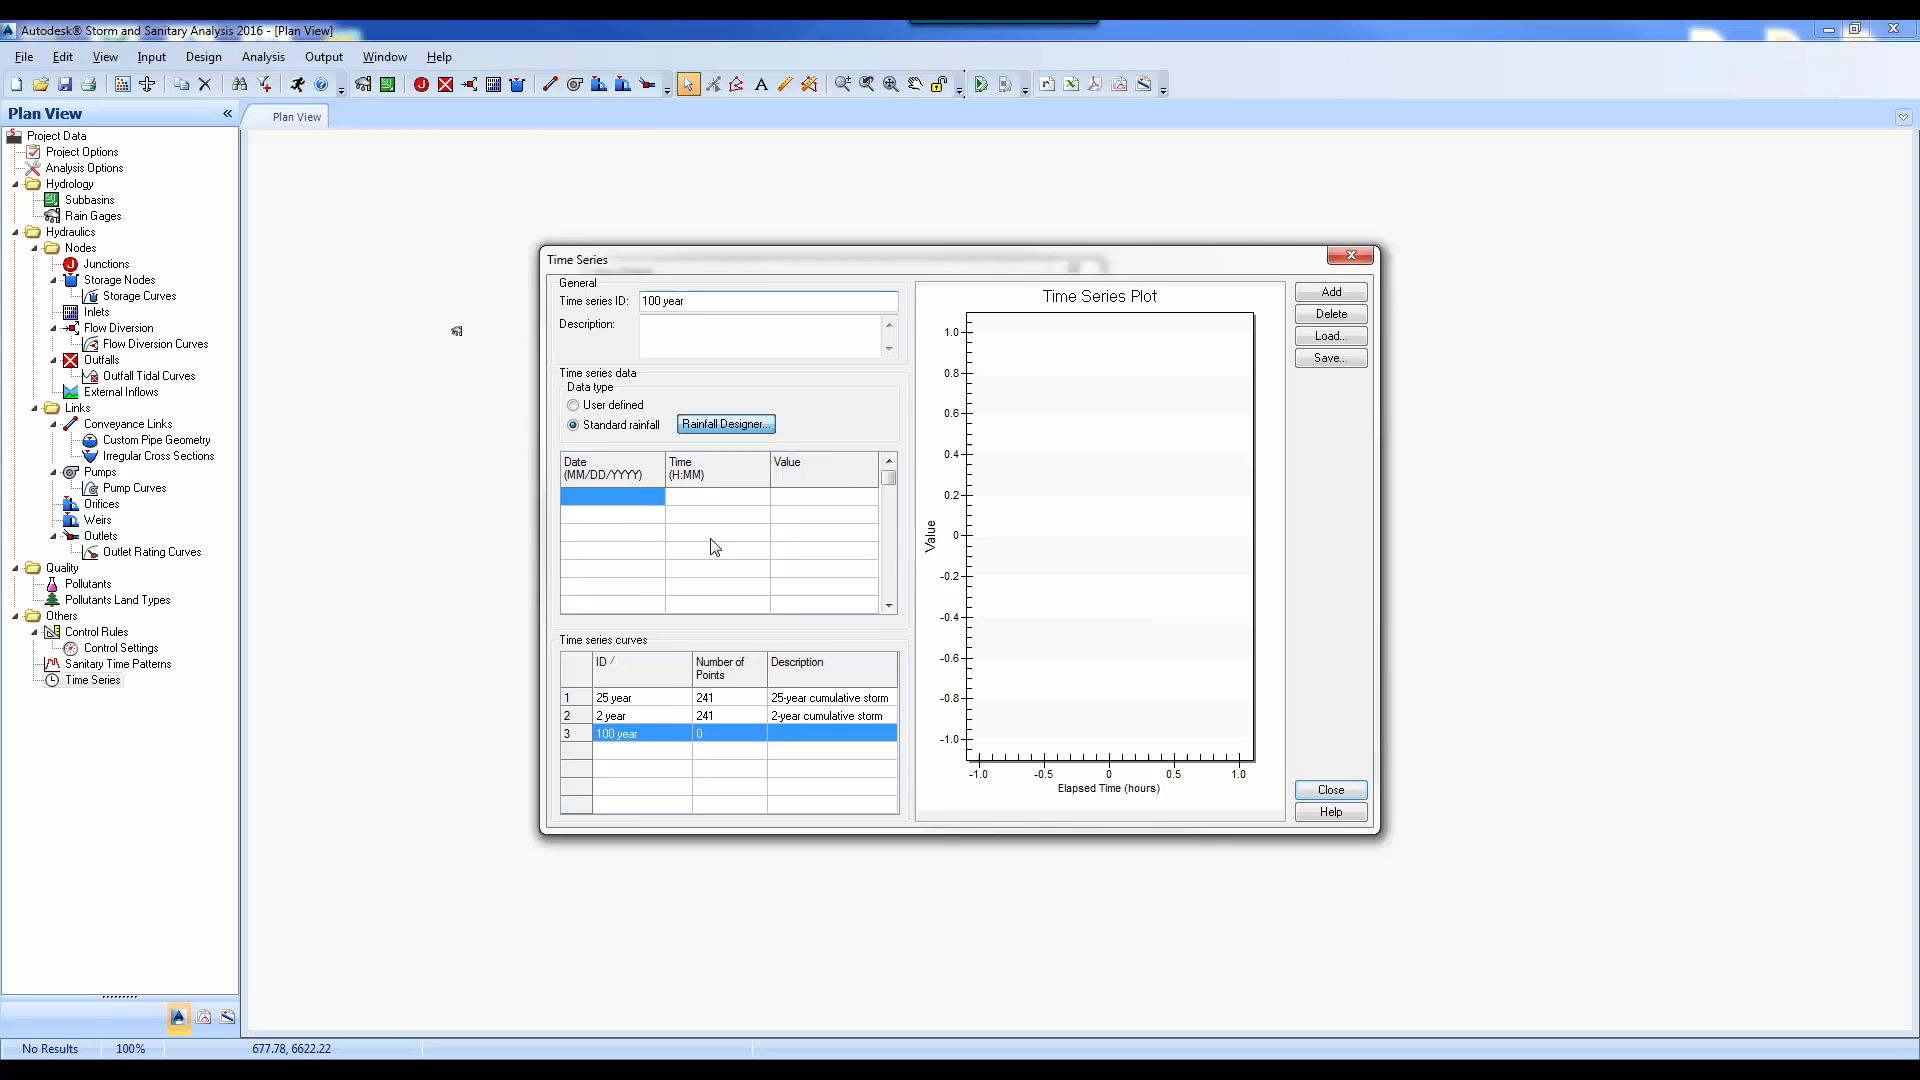 Autodesk® Storm and Sanitary Analysis 2016 - [Plan View]
File Edit View Input Design Analysis Output Window Help
Plan View
Plan View
Project Data
Project Options
Analysis Options
Hydrology
Subbasins
Rain Gages
Hydraulics
Nodes
Junctions
Storage Nodes
Storage Curves
Inlets
Flow Diversion
Flow Diversion Curves
Outfalls
Outfall Tidal Curves
External Inflows
Links
Conveyance Links
Custom Pipe Geometry
Irregular Cross Sections
Pumps
Pump Curves
Orifices
Weirs
Outlets
Outlet Rating Curves
Quality
Pollutants
Pollutants Land Types
Others
Control Rules
Control Settings
Sanitary Time Patterns
Time Series
Time Series
General
Time series ID: 100 year
Description:
Time series data
Data type
User defined
Standard rainfall Rainfall Designer...
Date (MM/DD/YYYY) Time (H:MM) Value
Time series curves
ID Number of Points Description
1 25 year 241 25-year cumulative storm
2 2 year 241 2-year cumulative storm
3 100 year 0
Time Series Plot
1.0
0.8
0.6
0.4
0.2
0
-0.2
-0.4
-0.6
-0.8
-1.0
Value
-1.0 -0.5 0 0.5 1.0
Elapsed Time (hours)
Add
Delete
Load...
Save...
Close
Help
No Results 100% 677.78, 6622.22